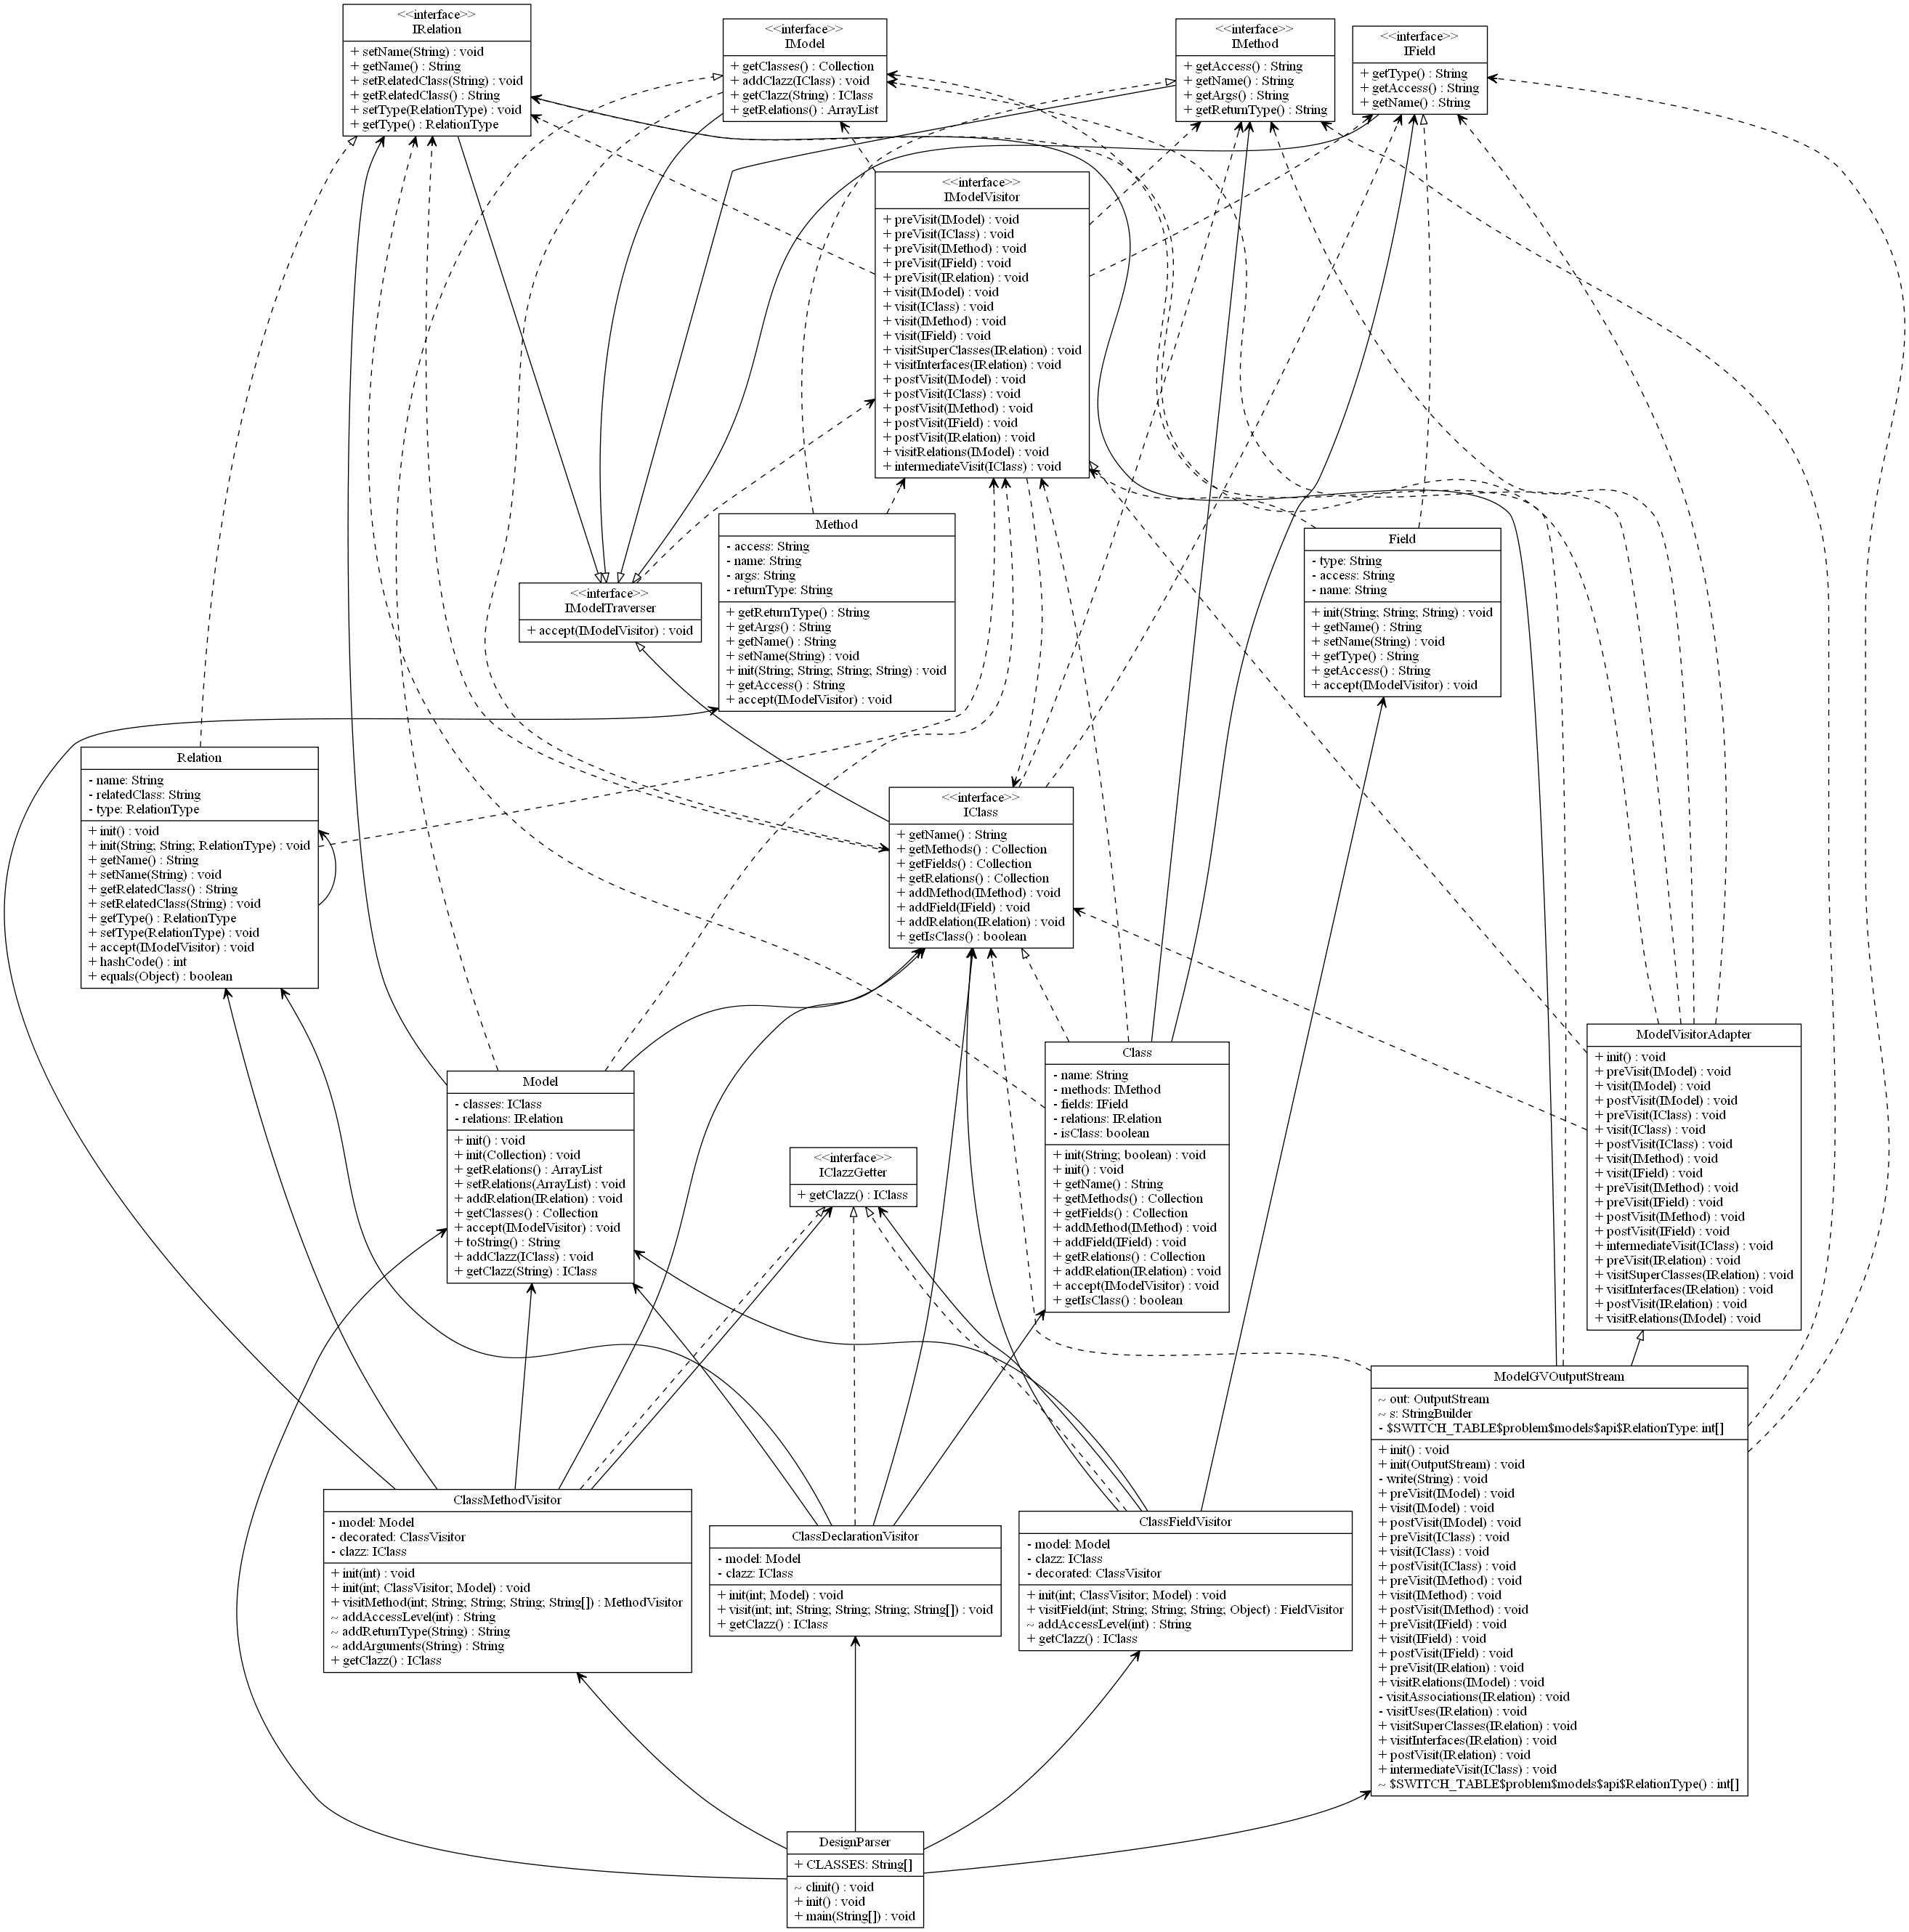 <<interface>>
IRelation
+ setName(String) : void
+ getName() : String
+ setRelatedClass(String) : void
+ getRelatedClass() : String
+ setType(RelationType) : void
+ getType() : RelationType
<<interface>>
IModel
+ getClasses() : Collection
+ addClazz(IClass) : void
+ getClazz(String) : IClass
+ getRelations() : ArrayList
<<interface>>
IMethod
+ getAccess() : String
+ getName() : String
+ getArgs() : String
+ getReturnType() : String
<<interface>>
IField
+ getType() : String
+ getAccess() : String
+ getName() : String
<<interface>>
IModelVisitor
+ preVisit(IModel) : void
+ preVisit(IClass) : void
+ preVisit(IMethod) : void
+ preVisit(IField) : void
+ preVisit(IRelation) : void
+ visit(IModel) : void
+ visit(IClass) : void
+ visit(IMethod) : void
+ visit(IField) : void
+ visitSuperClasses(IRelation) : void
+ visitInterfaces(IRelation) : void
+ postVisit(IModel) : void
+ postVisit(IClass) : void
+ postVisit(IMethod) : void
+ postVisit(IField) : void
+ postVisit(IRelation) : void
+ visitRelations(IModel) : void
+ intermediateVisit(IClass) : void
<<interface>>
IModelTraverser
+ accept(IModelVisitor) : void
Method
- access: String
- name: String
- args: String
- returnType: String
+ getReturnType() : String
+ getArgs() : String
+ getName() : String
+ setName(String) : void
+ init(String; String; String; String) : void
+ getAccess() : String
+ accept(IModelVisitor) : void
Field
- type: String
- access: String
- name: String
+ init(String; String; String) : void
+ getName() : String
+ setName(String) : void
+ getType() : String
+ getAccess() : String
+ accept(IModelVisitor) : void
Relation
- name: String
- relatedClass: String
- type: RelationType
+ init() : void
+ init(String; String; RelationType) : void
+ getName() : String
+ setName(String) : void
+ getRelatedClass() : String
+ setRelatedClass(String) : void
+ getType() : RelationType
+ setType(RelationType) : void
+ accept(IModelVisitor) : void
+ hashCode() : int
+ equals(Object) : boolean
<<interface>>
IClass
+ getName() : String
+ getMethods() : Collection
+ getFields() : Collection
+ getRelations() : Collection
+ addMethod(IMethod) : void
+ addField(IField) : void
+ addRelation(IRelation) : void
+ getIsClass() : boolean
Model
- classes: IClass
- relations: IRelation
+ init() : void
+ init(Collection) : void
+ getRelations() : ArrayList
+ setRelations(ArrayList) : void
+ addRelation(IRelation) : void
+ getClasses() : Collection
+ accept(IModelVisitor) : void
+ toString() : String
+ addClazz(IClass) : void
+ getClazz(String) : IClass
<<interface>>
IClazzGetter
+ getClazz() : IClass
Class
- name: String
- methods: IMethod
- fields: IField
- relations: IRelation
- isClass: boolean
+ init(String; boolean) : void
+ init() : void
+ getName() : String
+ getMethods() : Collection
+ getFields() : Collection
+ addMethod(IMethod) : void
+ addField(IField) : void
+ getRelations() : Collection
+ addRelation(IRelation) : void
+ accept(IModelVisitor) : void
+ getIsClass() : boolean
ModelVisitorAdapter
+ init() : void
+ preVisit(IModel) : void
+ visit(IModel) : void
+ postVisit(IModel) : void
+ preVisit(IClass) : void
+ visit(IClass) : void
+ postVisit(IClass) : void
+ visit(IMethod) : void
+ visit(IField) : void
+ preVisit(IMethod) : void
+ preVisit(IField) : void
+ postVisit(IMethod) : void
+ postVisit(IField) : void
+ intermediateVisit(IClass) : void
+ preVisit(IRelation) : void
+ visitSuperClasses(IRelation) : void
+ visitInterfaces(IRelation) : void
+ postVisit(IRelation) : void
+ visitRelations(IModel) : void
ClassMethodVisitor
- model: Model
- decorated: ClassVisitor
- clazz: IClass
+ init(int) : void
+ init(int; ClassVisitor; Model) : void
+ visitMethod(int; String; String; String; String[]) : MethodVisitor
~ addAccessLevel(int) : String
~ addReturnType(String) : String
~ addArguments(String) : String
+ getClazz() : IClass
ClassDeclarationVisitor
- model: Model
- clazz: IClass
+ init(int; Model) : void
+ visit(int; int; String; String; String; String[]) : void
+ getClazz() : IClass
ClassFieldVisitor
- model: Model
- clazz: IClass
- decorated: ClassVisitor
+ init(int; ClassVisitor; Model) : void
+ visitField(int; String; String; String; Object) : FieldVisitor
~ addAccessLevel(int) : String
+ getClazz() : IClass
ModelGVOutputStream
~ out: OutputStream
~ s: StringBuilder
- $SWITCH_TABLE$problem$models$api$RelationType: int[]
+ init() : void
+ init(OutputStream) : void
- write(String) : void
+ preVisit(IModel) : void
+ visit(IModel) : void
+ postVisit(IModel) : void
+ preVisit(IClass) : void
+ visit(IClass) : void
+ postVisit(IClass) : void
+ preVisit(IMethod) : void
+ visit(IMethod) : void
+ postVisit(IMethod) : void
+ preVisit(IField) : void
+ visit(IField) : void
+ postVisit(IField) : void
+ preVisit(IRelation) : void
+ visitRelations(IModel) : void
- visitAssociations(IRelation) : void
- visitUses(IRelation) : void
+ visitSuperClasses(IRelation) : void
+ visitInterfaces(IRelation) : void
+ postVisit(IRelation) : void
+ intermediateVisit(IClass) : void
~ $SWITCH_TABLE$problem$models$api$RelationType() : int[]
DesignParser
+ CLASSES: String[]
~ clinit() : void
+ init() : void
+ main(String[]) : void